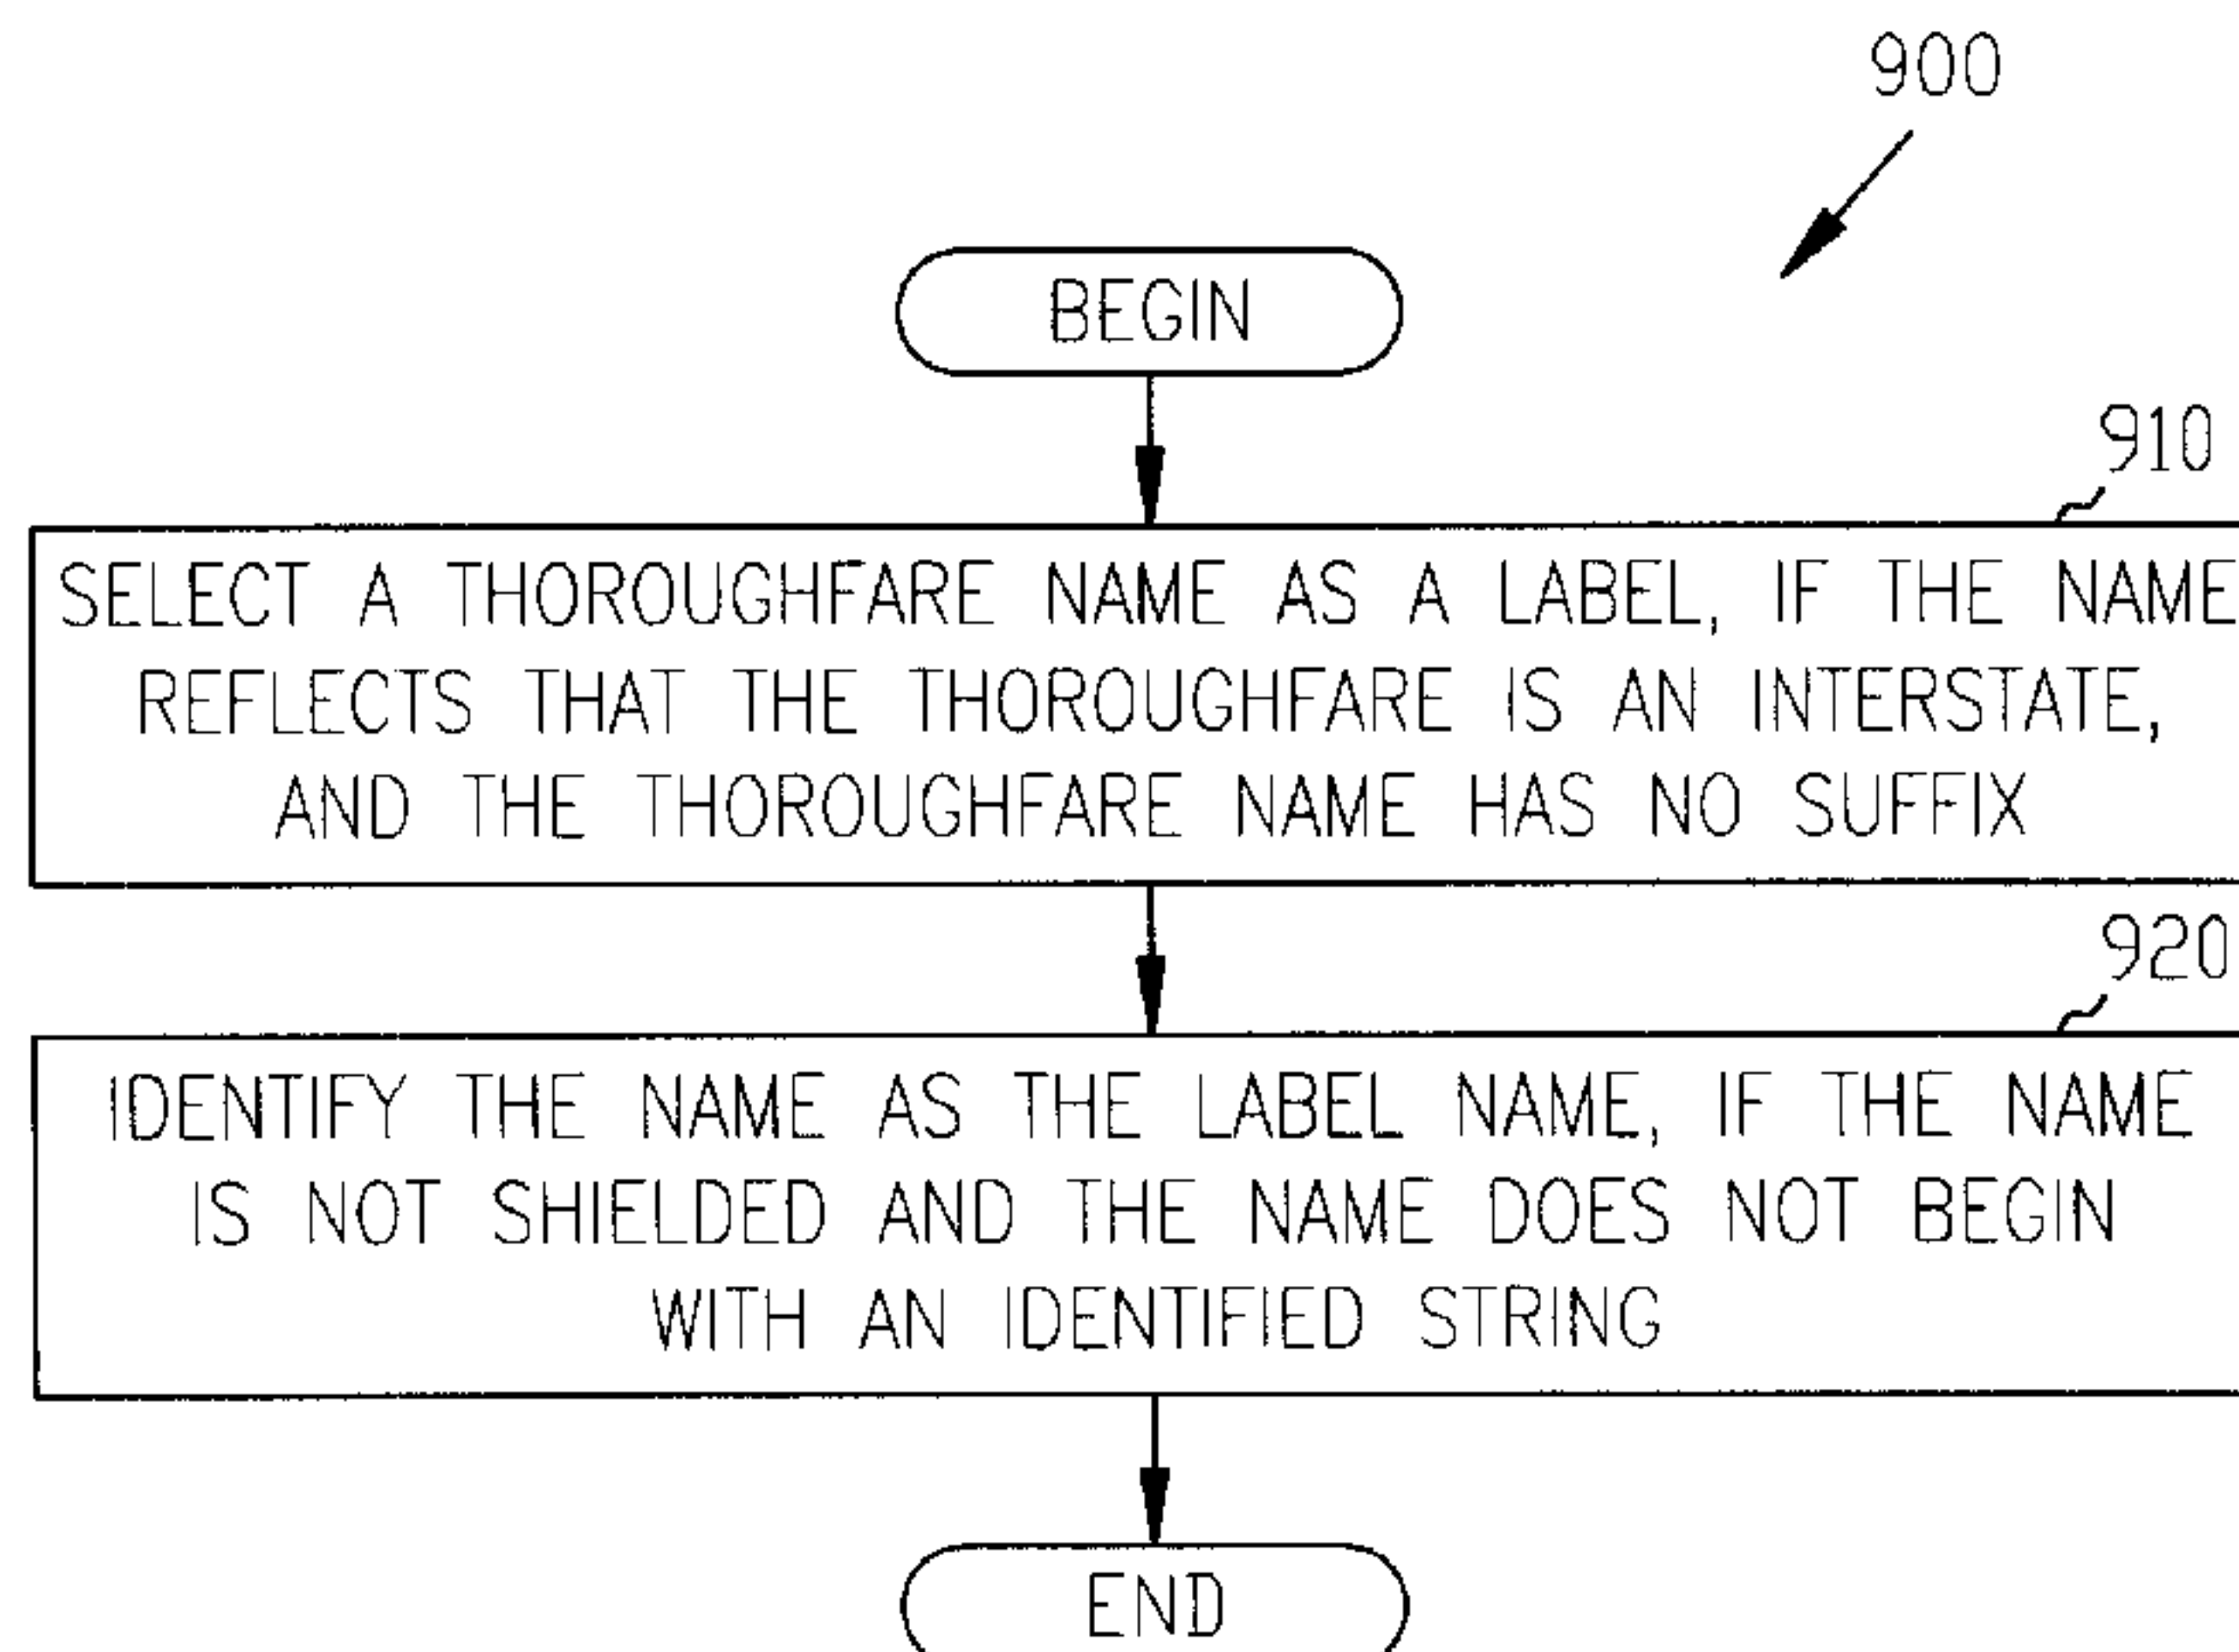 900
BEGIN
910
SELECT A THOROUGHFARE NAME AS A LABEL, IF THE NAME
REFLECTS THAT THE THOROUGHFARE IS AN INTERSTATE,
AND THE THOROUGHFARE NAME HAS NO SUFFIX
920
IDENTIFY THE NAME AS THE LABEL NAME, IF THE NAME
IS NOT SHIELDED AND THE NAME DOES NOT BEGIN
WITH AN IDENTIFIED STRING
END